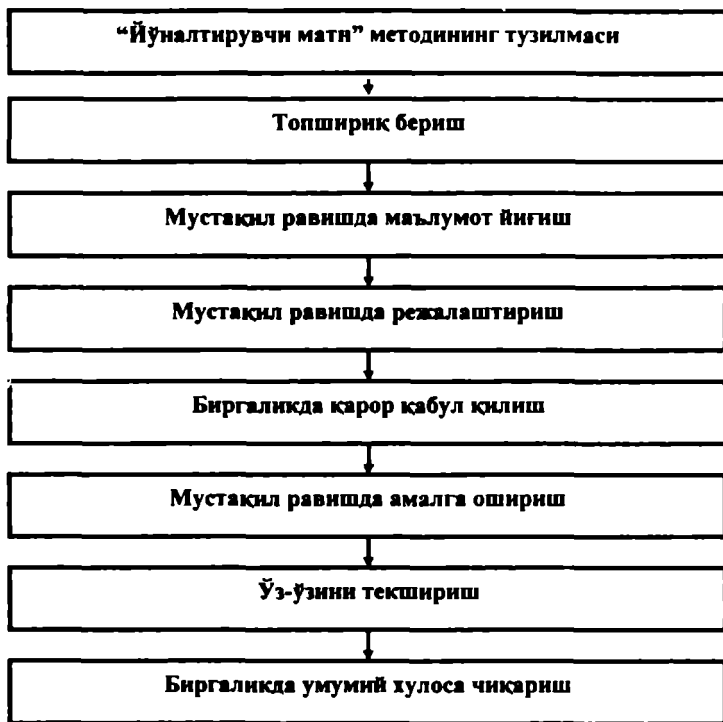 “Йўналтирувчи матн” методининг тузилмаси
Топшириқ бериш
Мустақил равишда маълумот йиғиш
Мустақил равишда режалаштириш
Биргаликда қарор қабул қилиш
Мустақил равишда амалга ошириш
Ўз-ўзини текшириш
Биргаликда умумий хулоса чиқариш